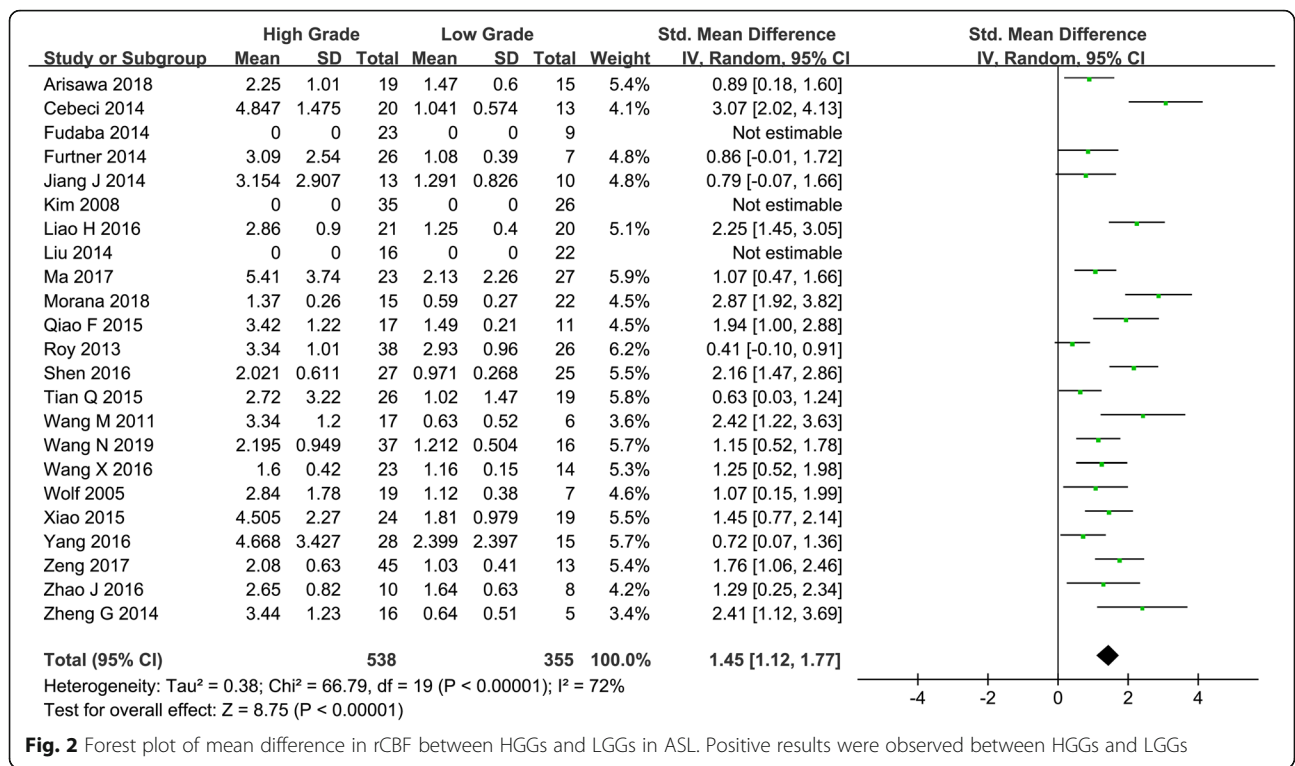 High Grade Low Grade Std. Mean Difference Std. Mean Difference
Study or Subgroup Mean SD Total Mean SD Total Weight IV, Random, 95% CI IV, Random, 95% CI
Arisawa 2018 2.25 1.01 19 1.47 0.6 15 5.4% 0.89 [0.18, 1.60]
Cebeci 2014 4.847 1.475 20 1.041 0.574 13 4.1% 3.07 [2.02, 4.13]
Fudaba 2014 0 0 23 0 0 9 Not estimable
Furtner 2014 3.09 2.54 26 1.08 0.39 7 4.8% 0.86 [-0.01, 1.72]
Jiang J 2014 3.154 2.907 13 1.291 0.826 10 4.8% 0.79 [-0.07, 1.66]
Kim 2008 0 0 35 0 0 26 Not estimable
Liao H 2016 2.86 0.9 21 1.25 0.4 20 5.1% 2.25 [1.45, 3.05]
Liu 2014 0 0 16 0 0 22 Not estimable
Ma 2017 5.41 3.74 23 2.13 2.26 27 5.9% 1.07 [0.47, 1.66]
Morana 2018 1.37 0.26 15 0.59 0.27 22 4.5% 2.87 [1.92, 3.82]
Qiao F 2015 3.42 1.22 17 1.49 0.21 11 4.5% 1.94 [1.00, 2.88]
Roy 2013 3.34 1.01 38 2.93 0.96 26 6.2% 0.41 [-0.10, 0.91]
Shen 2016 2.021 0.611 27 0.971 0.268 25 5.5% 2.16 [1.47, 2.86]
Tian Q 2015 2.72 3.22 26 1.02 1.47 19 5.8% 0.63 [0.03, 1.24]
Wang M 2011 3.34 1.2 17 0.63 0.52 6 3.6% 2.42 [1.22, 3.63]
Wang N 2019 2.195 0.949 37 1.212 0.504 16 5.7% 1.15 [0.52, 1.78]
Wang X 2016 1.6 0.42 23 1.16 0.15 14 5.3% 1.25 [0.52, 1.98]
Wolf 2005 2.84 1.78 19 1.12 0.38 7 4.6% 1.07 [0.15, 1.99]
Xiao 2015 4.505 2.27 24 1.81 0.979 19 5.5% 1.45 [0.77, 2.14]
Yang 2016 4.668 3.427 28 2.399 2.397 15 5.7% 0.72 [0.07, 1.36]
Zeng 2017 2.08 0.63 45 1.03 0.41 13 5.4% 1.76 [1.06, 2.46]
Zhao J 2016 2.65 0.82 10 1.64 0.63 8 4.2% 1.29 [0.25, 2.34]
Zheng G 2014 3.44 1.23 16 0.64 0.51 5 3.4% 2.41 [1.12, 3.69]
Total (95% CI) 538 355 100.0% 1.45 [1.12, 1.77]
Heterogeneity: Tau² = 0.38; Chi² = 66.79, df = 19 (P < 0.00001); I² = 72%
Test for overall effect: Z = 8.75 (P < 0.00001)
-4 -2 0 2 4
Fig. 2 Forest plot of mean difference in rCBF between HGGs and LGGs in ASL. Positive results were observed between HGGs and LGGs